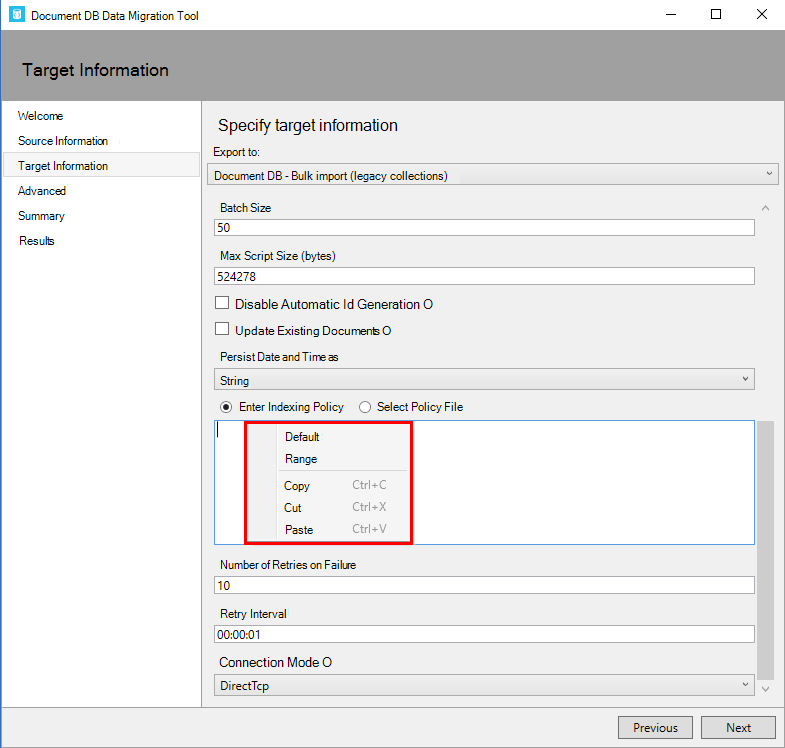 Document DB Data Migration Tool
Target Information
Welcome
Source Information
Target Information
Advanced
Summary
Results
Specify target information
Export to:
Document DB - Bulk import (legacy collections)
Batch Size
50
Max Script Size (bytes)
524278
Disable Automatic Id Generation O
Update Existing Documents O
Persist Date and Time as
String
Enter Indexing Policy Select Policy File
Default
Range
Copy Ctrl+C
Cut Ctrl+X
Paste Ctrl+V
Number of Retries on Failure
10
Retry Interval
00:00:01
Connection Mode O
DirectTcp
Previous Next